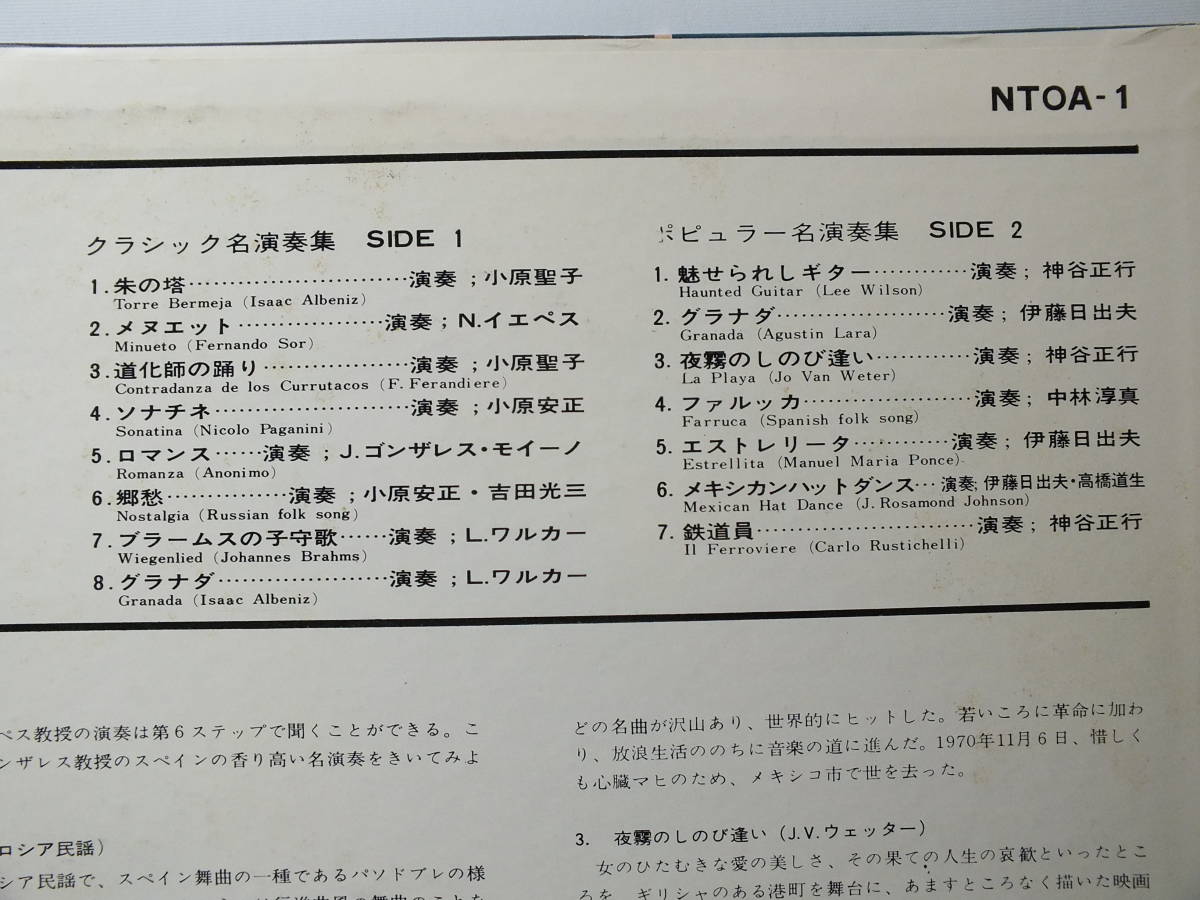 NTOA-1
クラシック名演奏集 SIDE 1
1. 朱の塔……………………演奏 ; 小原聖子
Torre Bermeja (Isaac Albeniz)
2. メヌエット………………演奏 ; N.イエペス
Minueto (Fernando Sor)
3. 道化師の踊り………………演奏 ; 小原聖子
Contradanza de los Currutacos (F. Ferandiere)
4. ソナチネ……………………演奏 ; 小原安正
Sonatina (Nicolo Paganini)
5. ロマンス……演奏 ; J.ゴンザレス・モイーノ
Romanza (Anonimo)
6. 郷愁……………演奏 ; 小原安正・吉田光三
Nostalgia (Russian folk song)
7. ブラームスの子守歌……演奏 ; L.ワルカー
Wiegenlied (Johannes Brahms)
8. グラナダ…………………演奏 ; L.ワルカー
Granada (Isaac Albeniz)
ポピュラー名演奏集 SIDE 2
1. 魅せられしギター…………演奏 ; 神谷正行
Haunted Guitar (Lee Wilson)
2. グラナダ…………………演奏 ; 伊藤日出夫
Granada (Agustin Lara)
3. 夜霧のしのび逢い…………演奏 ; 神谷正行
La Playa (Jo Van Weter)
4. ファルッカ…………………演奏 ; 中林淳真
Farruca (Spanish folk song)
5. エストレリータ…………演奏 ; 伊藤日出夫
Estrellita (Manuel Maria Ponce)
6. メキシカンハットダンス…演奏 ; 伊藤日出夫・高橋道生
Mexican Hat Dance (J. Rosamond Johnson)
7. 鉄道員………………………演奏 ; 神谷正行
Il Ferroviere (Carlo Rustichelli)
ペス教授の演奏は第6ステップで聞くことができる。こ
ンザレス教授のスペインの香り高い名演奏をきいてみよ
ロシア民謡)
シア民謡で、スペイン舞曲の一種であるパソドブレの様
どの名曲が沢山あり、世界的にヒットした。若いころに革命に加わ
り、放浪生活ののちに音楽の道に進んだ。1970年11月6日、惜しく
も心臓マヒのため、メキシコ市で世を去った。
3. 夜霧のしのび逢い (J.V.ウェッター)
女のひたむきな愛の美しさ、その果ての人生の哀歓といったとこ
ろを、ギリシャのある港町を舞台に、あますところなく描いた映画